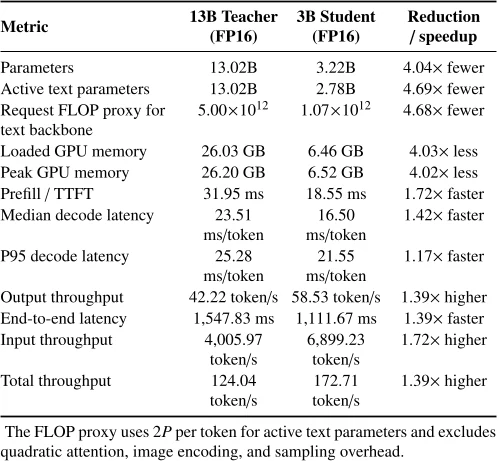 Metric 13B Teacher (FP16) 3B Student (FP16) Reduction / speedup
Parameters 13.02B 3.22B 4.04× fewer
Active text parameters 13.02B 2.78B 4.69× fewer
Request FLOP proxy for text backbone 5.00×10¹² 1.07×10¹² 4.68× fewer
Loaded GPU memory 26.03 GB 6.46 GB 4.03× less
Peak GPU memory 26.20 GB 6.52 GB 4.02× less
Prefill / TTFT 31.95 ms 18.55 ms 1.72× faster
Median decode latency 23.51 ms/token 16.50 ms/token 1.42× faster
P95 decode latency 25.28 ms/token 21.55 ms/token 1.17× faster
Output throughput 42.22 token/s 58.53 token/s 1.39× higher
End-to-end latency 1,547.83 ms 1,111.67 ms 1.39× faster
Input throughput 4,005.97 token/s 6,899.23 token/s 1.72× higher
Total throughput 124.04 token/s 172.71 token/s 1.39× higher
The FLOP proxy uses 2P per token for active text parameters and excludes
quadratic attention, image encoding, and sampling overhead.